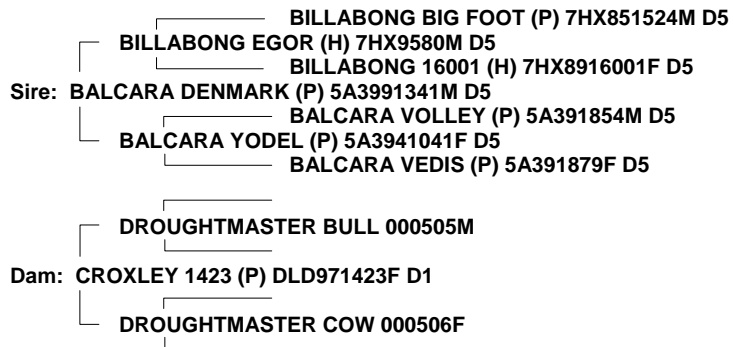 BILLABONG BIG FOOT (P) 7HX851524M D5
BILLABONG EGOR (H) 7HX9580M D5
BILLABONG 16001 (H) 7HX8916001F D5
Sire: BALCARA DENMARK (P) 5A3991341M D5
BALCARA VOLLEY (P) 5A391854M D5
BALCARA YODEL (P) 5A3941041F D5
BALCARA VEDIS (P) 5A391879F D5
DROUGHTMASTER BULL 000505M
Dam: CROXLEY 1423 (P) DLD971423F D1
DROUGHTMASTER COW 000506F